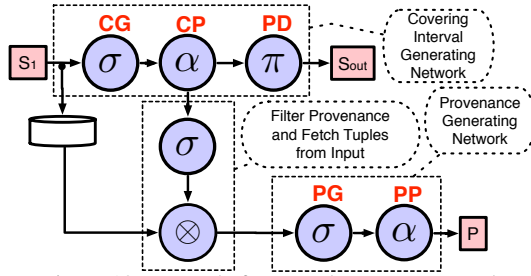 CG CP PD
S1 σ α π Sout
Covering
Interval
Generating
Network
σ
Filter Provenance
and Fetch Tuples
from Input
Provenance
Generating
Network
PG PP
⊗ σ α P